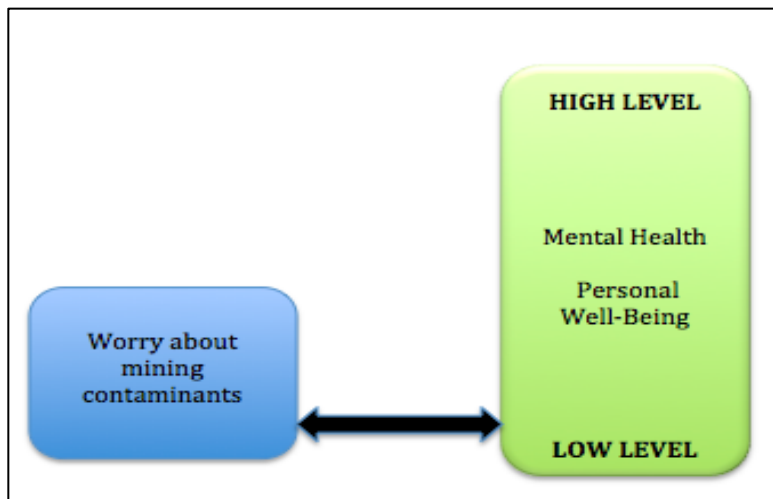 HIGH LEVEL
Mental Health
Personal
Well-Being
Worry about
mining
contaminants
LOW LEVEL